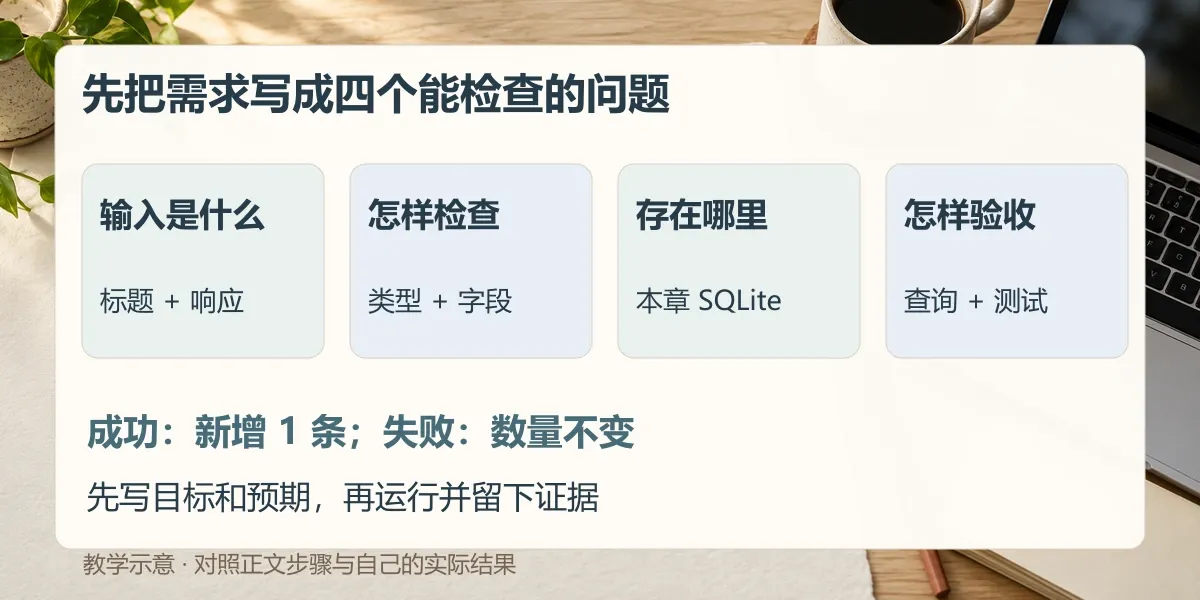 先把需求写成四个能检查的问题
输入是什么
标题 + 响应
怎样检查
类型 + 字段
存在哪里
本章 SQLite
怎样验收
查询 + 测试
成功：新增 1 条；失败：数量不变
先写目标和预期，再运行并留下证据
教学示意 · 对照正文步骤与自己的实际结果